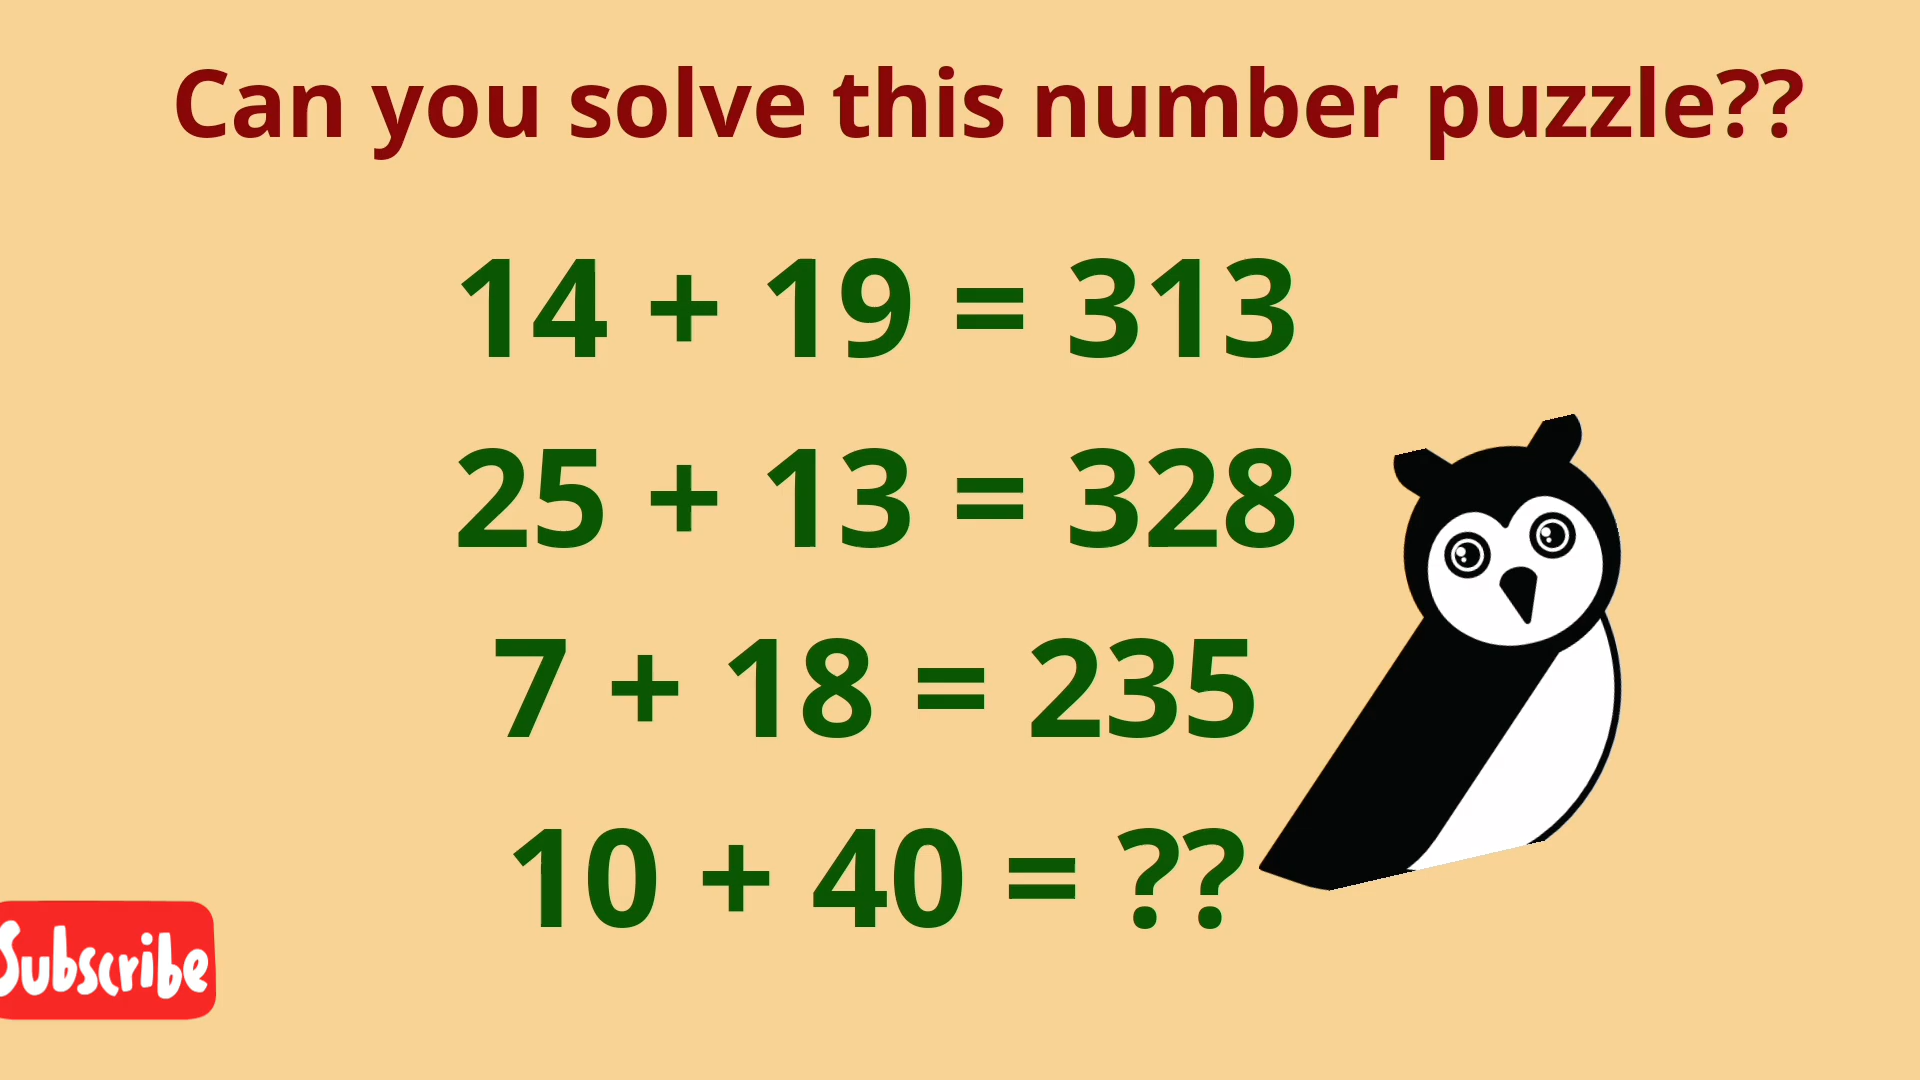 Can you solve this number puzzle??
14 + 19 = 313
25 + 13 = 328
7 + 18 = 235
10 + 40 = ??
Subscribe